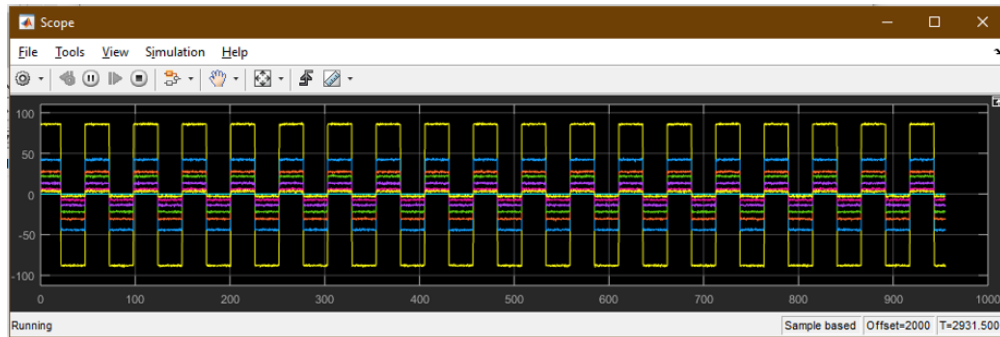 Scope
File Tools View Simulation Help
100
50
0
-50
-100
0 100 200 300 400 500 600 700 800 900 1000
Running Sample based Offset=2000 T=2931.500